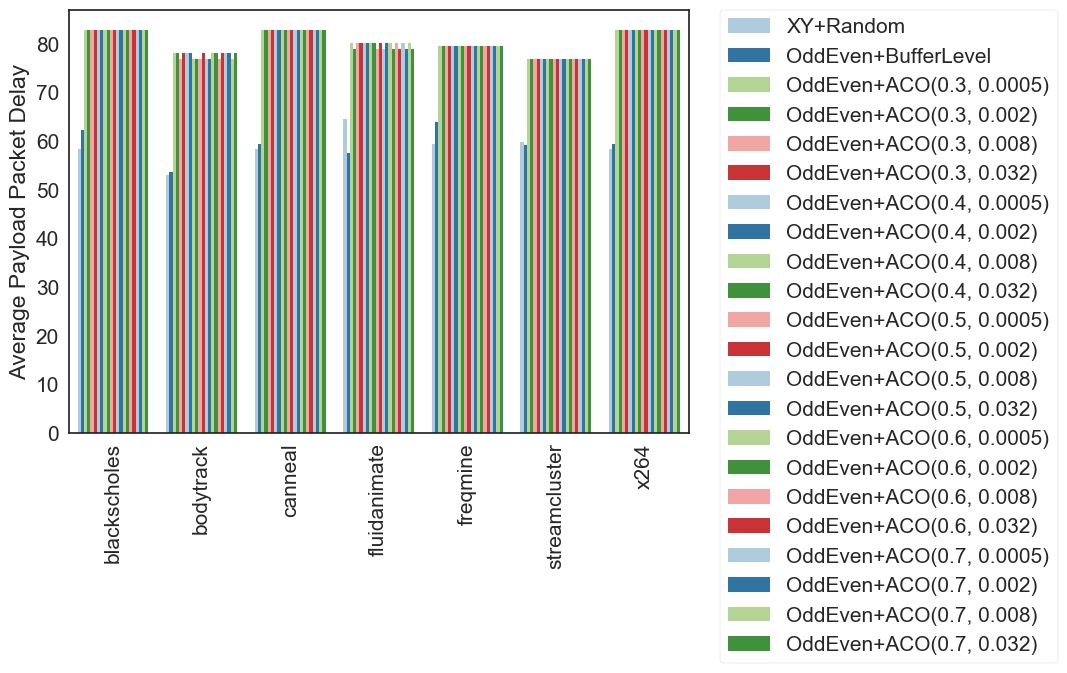 Average Payload Packet Delay
80
70
60
50
40
30
20
10
0
blackscholes
bodytrack
canneal
fluidanimate
freqmine
streamcluster
x264
XY+Random
OddEven+BufferLevel
OddEven+ACO(0.3, 0.0005)
OddEven+ACO(0.3, 0.002)
OddEven+ACO(0.3, 0.008)
OddEven+ACO(0.3, 0.032)
OddEven+ACO(0.4, 0.0005)
OddEven+ACO(0.4, 0.002)
OddEven+ACO(0.4, 0.008)
OddEven+ACO(0.4, 0.032)
OddEven+ACO(0.5, 0.0005)
OddEven+ACO(0.5, 0.002)
OddEven+ACO(0.5, 0.008)
OddEven+ACO(0.5, 0.032)
OddEven+ACO(0.6, 0.0005)
OddEven+ACO(0.6, 0.002)
OddEven+ACO(0.6, 0.008)
OddEven+ACO(0.6, 0.032)
OddEven+ACO(0.7, 0.0005)
OddEven+ACO(0.7, 0.002)
OddEven+ACO(0.7, 0.008)
OddEven+ACO(0.7, 0.032)